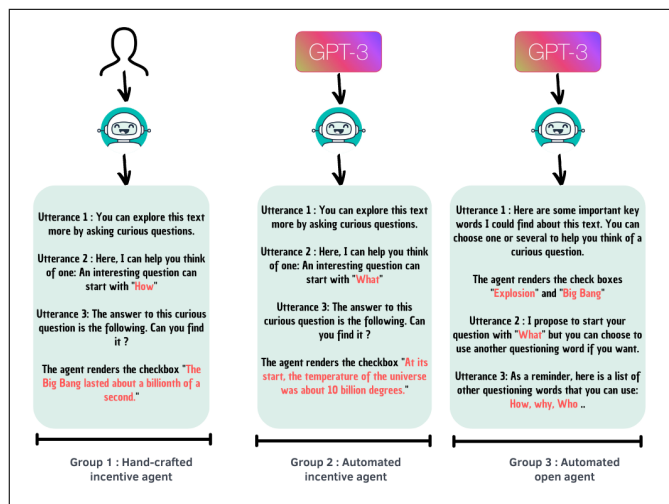 GPT-3
GPT-3
Utterance 1 : You can explore this text
more by asking curious questions.
Utterance 2 : Here, I can help you think
of one: An interesting question can
start with "How"
Utterance 3: The answer to this curious
question is the following. Can you find
it ?
The agent renders the checkbox "The
Big Bang lasted about a billionth of a
second."
Group 1 : Hand-crafted
incentive agent
Utterance 1 : You can explore this text
more by asking curious questions.
Utterance 2 : Here, I can help you think
of one: An interesting question can
start with "What"
Utterance 3: The answer to this
curious question is the following. Can
you find it ?
The agent renders the checkbox "At its
start, the temperature of the universe
was about 10 billion degrees."
Group 2 : Automated
incentive agent
Utterance 1 : Here are some important key
words I could find about this text. You can
choose one or several to help you think of a
curious question.
The agent renders the check boxes
"Explosion" and "Big Bang"
Utterance 2 : I propose to start your
question with "What" but you can choose to
use another questioning word if you want.
Utterance 3: As a reminder, here is a list of
other questioning words that you can use:
How, why, Who ..
Group 3 : Automated
open agent